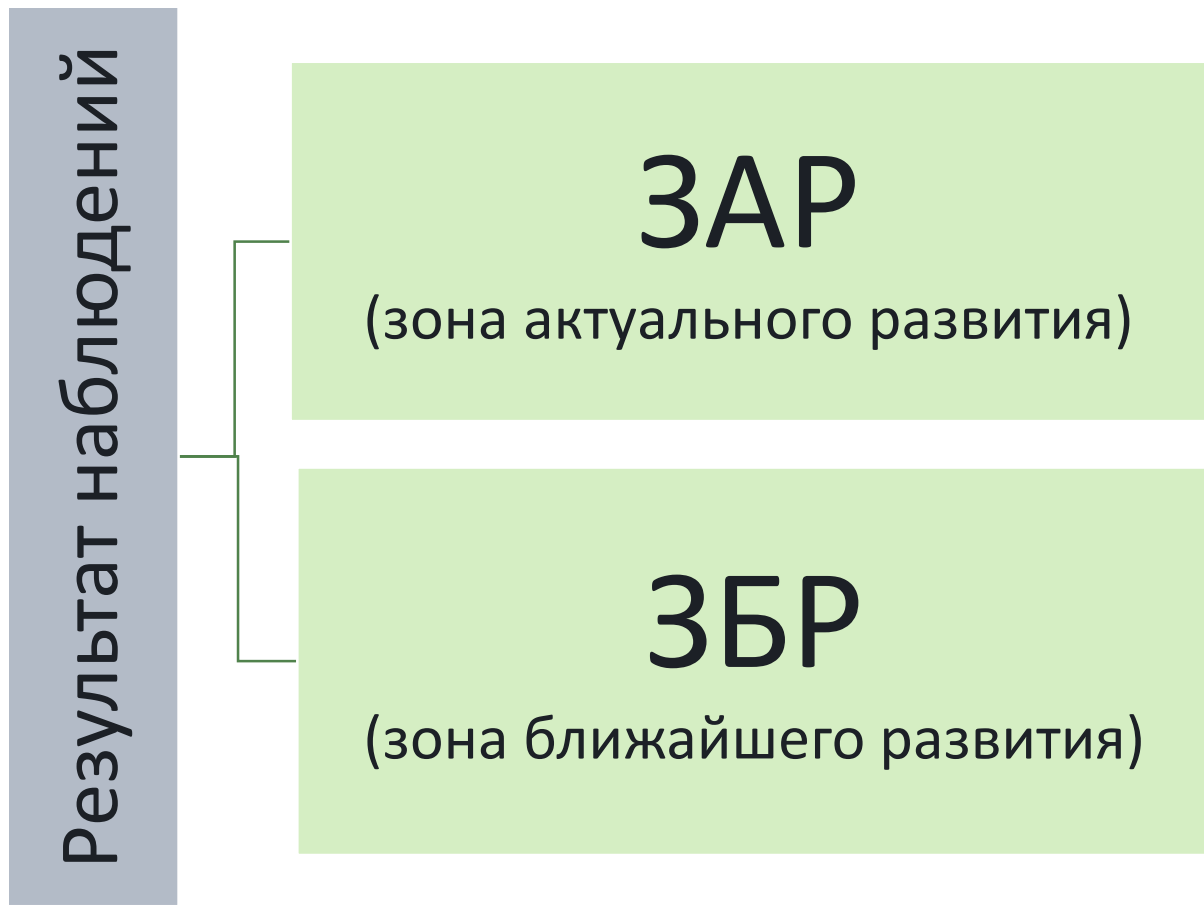 Результат наблюдений
ЗАР
(зона актуального развития)
ЗБР
(зона ближайшего развития)